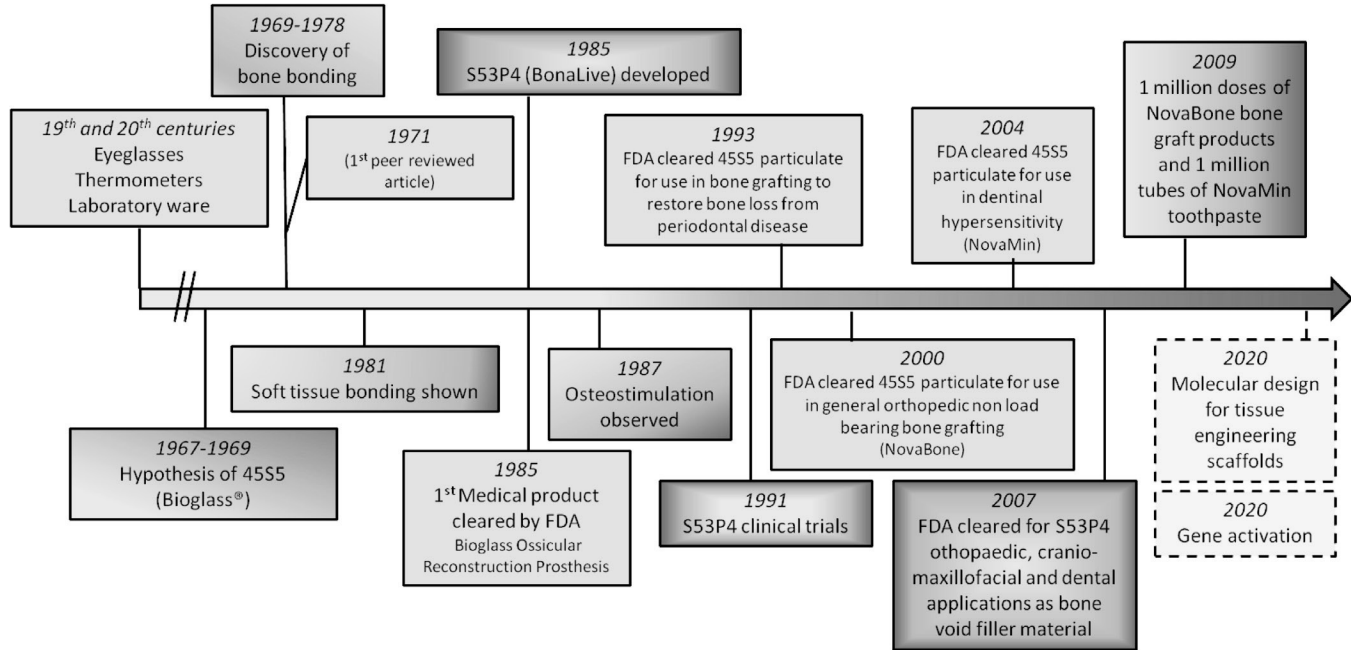 1969-1978
Discovery of
bone bonding
1985
S53P4 (BonaLive) developed
2009
1 million doses of
NovaBone bone
graft products
and 1 million
tubes of NovaMin
toothpaste
19th and 20th centuries
Eyeglasses
Thermometers
Laboratory ware
1971
(1st peer reviewed
article)
1993
FDA cleared 45S5 particulate
for use in bone grafting to
restore bone loss from
periodontal disease
2004
FDA cleared 45S5
particulate for use
in dentinal
hypersensitivity
(NovaMin)
1981
Soft tissue bonding shown
1987
Osteostimulation
observed
2000
FDA cleared 45S5 particulate for use
in general orthopedic non load
bearing bone grafting
(NovaBone)
2020
Molecular design
for tissue
engineering
scaffolds
1967-1969
Hypothesis of 45S5
(Bioglass®)
1985
1st Medical product
cleared by FDA
Bioglass Ossicular
Reconstruction Prosthesis
1991
S53P4 clinical trials
2007
FDA cleared for S53P4
othopaedic, cranio-
maxillofacial and dental
applications as bone
void filler material
2020
Gene activation